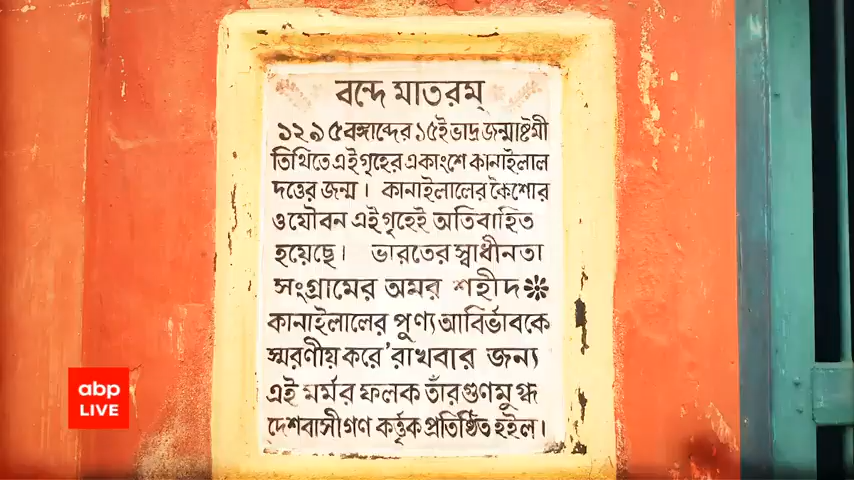 বন্দে মাতরম্
১২৯৫ বঙ্গাব্দের ১৫ই ভাদ্র জন্মাষ্টমী
তিথিতে এই গৃহের একাংশে কানাইলাল
দত্তের জন্ম। কানাইলালের কৈশোর
ও যৌবন এই গৃহেই অতিবাহিত
হয়েছে। ভারতের স্বাধীনতা
সংগ্রামের অমর শহীদ
কানাইলালের পুণ্য আবির্ভাবকে
স্মরণীয় করে' রাখবার জন্য
এই মর্মর ফলক তাঁর গুণমুগ্ধ
দেশবাসীগণ কর্ত্তৃক প্রতিষ্ঠিত হইল।
abp
LIVE